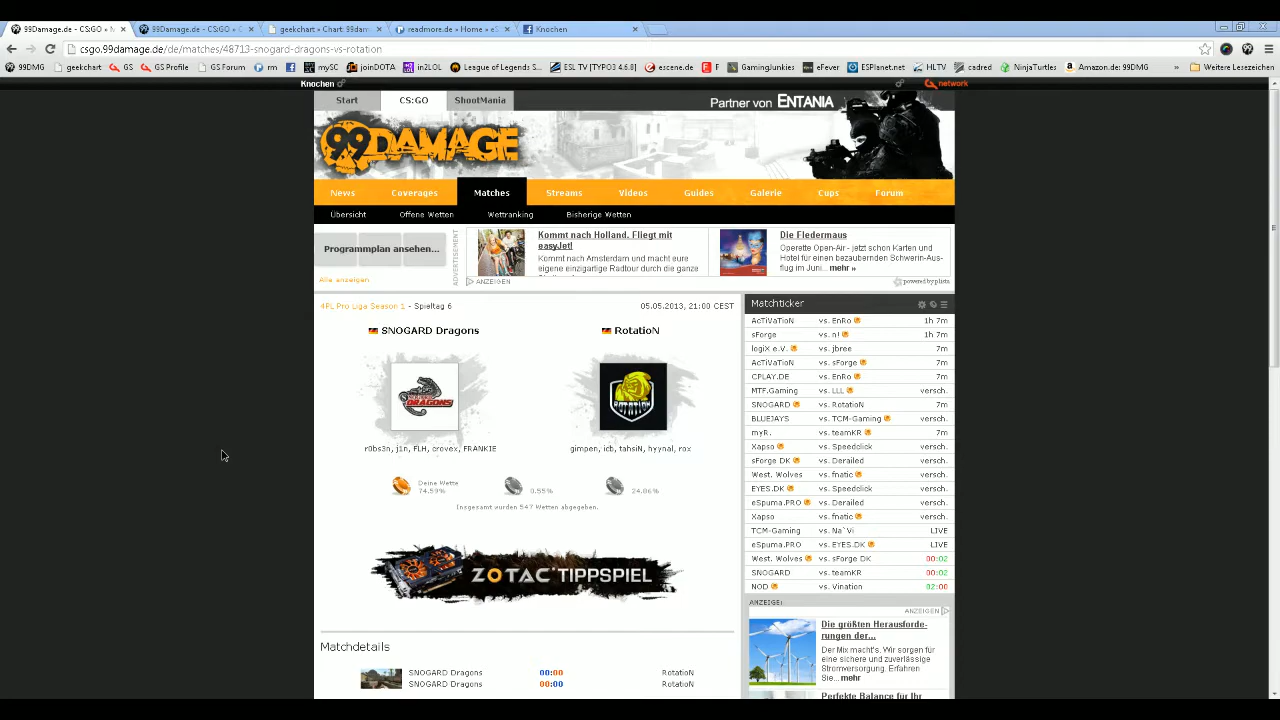 99Damage.de - CS:GO » M
99Damage.de - CS:GO » C
geekchart » Chart: 99dam
readmore.de » Home » eS
Knochen
csgo.99damage.de/de/matches/48713-snogard-dragons-vs-rotation
99DMG
geekchart
GS
GS Profile
GS Forum
rm
mySC
joinDOTA
in2LOL
League of Legends S...
ESL TV [TYPO3 4.6.8]
escene.de
F
GamingJunkies
eFever
ESPlanet.net
HLTV
cadred
NinjaTurtles
Amazon.de: 99DMG
Weitere Lesezeichen
Knochen
network
Start
CS:GO
ShootMania
Partner von ENTANIA
99DAMAGE
News
Coverages
Matches
Streams
Videos
Guides
Galerie
Cups
Forum
Übersicht
Offene Wetten
Wettranking
Bisherige Wetten
Programmplan ansehen...
Alle anzeigen
ADVERTISEMENT
Kommt nach Holland. Fliegt mit
easyJet!
Kommt nach Amsterdam und macht eure
eigene einzigartige Radtour durch die ganze
Die Fledermaus
Operette Open-Air - jetzt schon Karten und
Hotel für einen bezaubernden Schwerin-Aus-
flug im Juni... mehr »
ANZEIGEN
powered by plista
4PL Pro Liga Season 1 - Spieltag 6
05.05.2013, 21:00 CEST
SNOGARD Dragons
RotatioN
DRAGONS
ROTATION
r0bs3n, j1n, FLH, crovex, FRANKIE
gimpen, icb, tahsiN, hyynal, rox
Deine Wette
74.59%
0.55%
24.86%
Insgesamt wurden 547 Wetten abgegeben.
ZOTAC TIPPSPIEL
Matchdetails
SNOGARD Dragons 00:00 RotatioN
SNOGARD Dragons 00:00 RotatioN
Matchticker
AcTiVaTioN vs. EnRo 1h 7m
sForge vs. n! 1h 7m
logiX e.V. vs. jbree 7m
AcTiVaTioN vs. sForge 7m
CPLAY.DE vs. EnRo 7m
MTF.Gaming vs. LLL versch.
SNOGARD vs. RotatioN 7m
BLUEJAYS vs. TCM-Gaming versch.
myR. vs. teamKR 7m
Xapso vs. Speedclick versch.
sForge DK vs. Derailed versch.
West. Wolves vs. fnatic versch.
EYES.DK vs. Speedclick versch.
eSpuma.PRO vs. Derailed versch.
Xapso vs. fnatic versch.
TCM-Gaming vs. Na`Vi LIVE
eSpuma.PRO vs. EYES.DK LIVE
West. Wolves vs. sForge DK 00:02
SNOGARD vs. teamKR 00:02
NOD vs. Vination 02:00
ANZEIGE:
ANZEIGEN
Die größten Herausforde-
rungen der...
Der Mix macht's. Wir sorgen für
eine sichere und zuverlässige
Stromversorgung. Erfahren
Sie... mehr
Perfekte Balance für Ihr